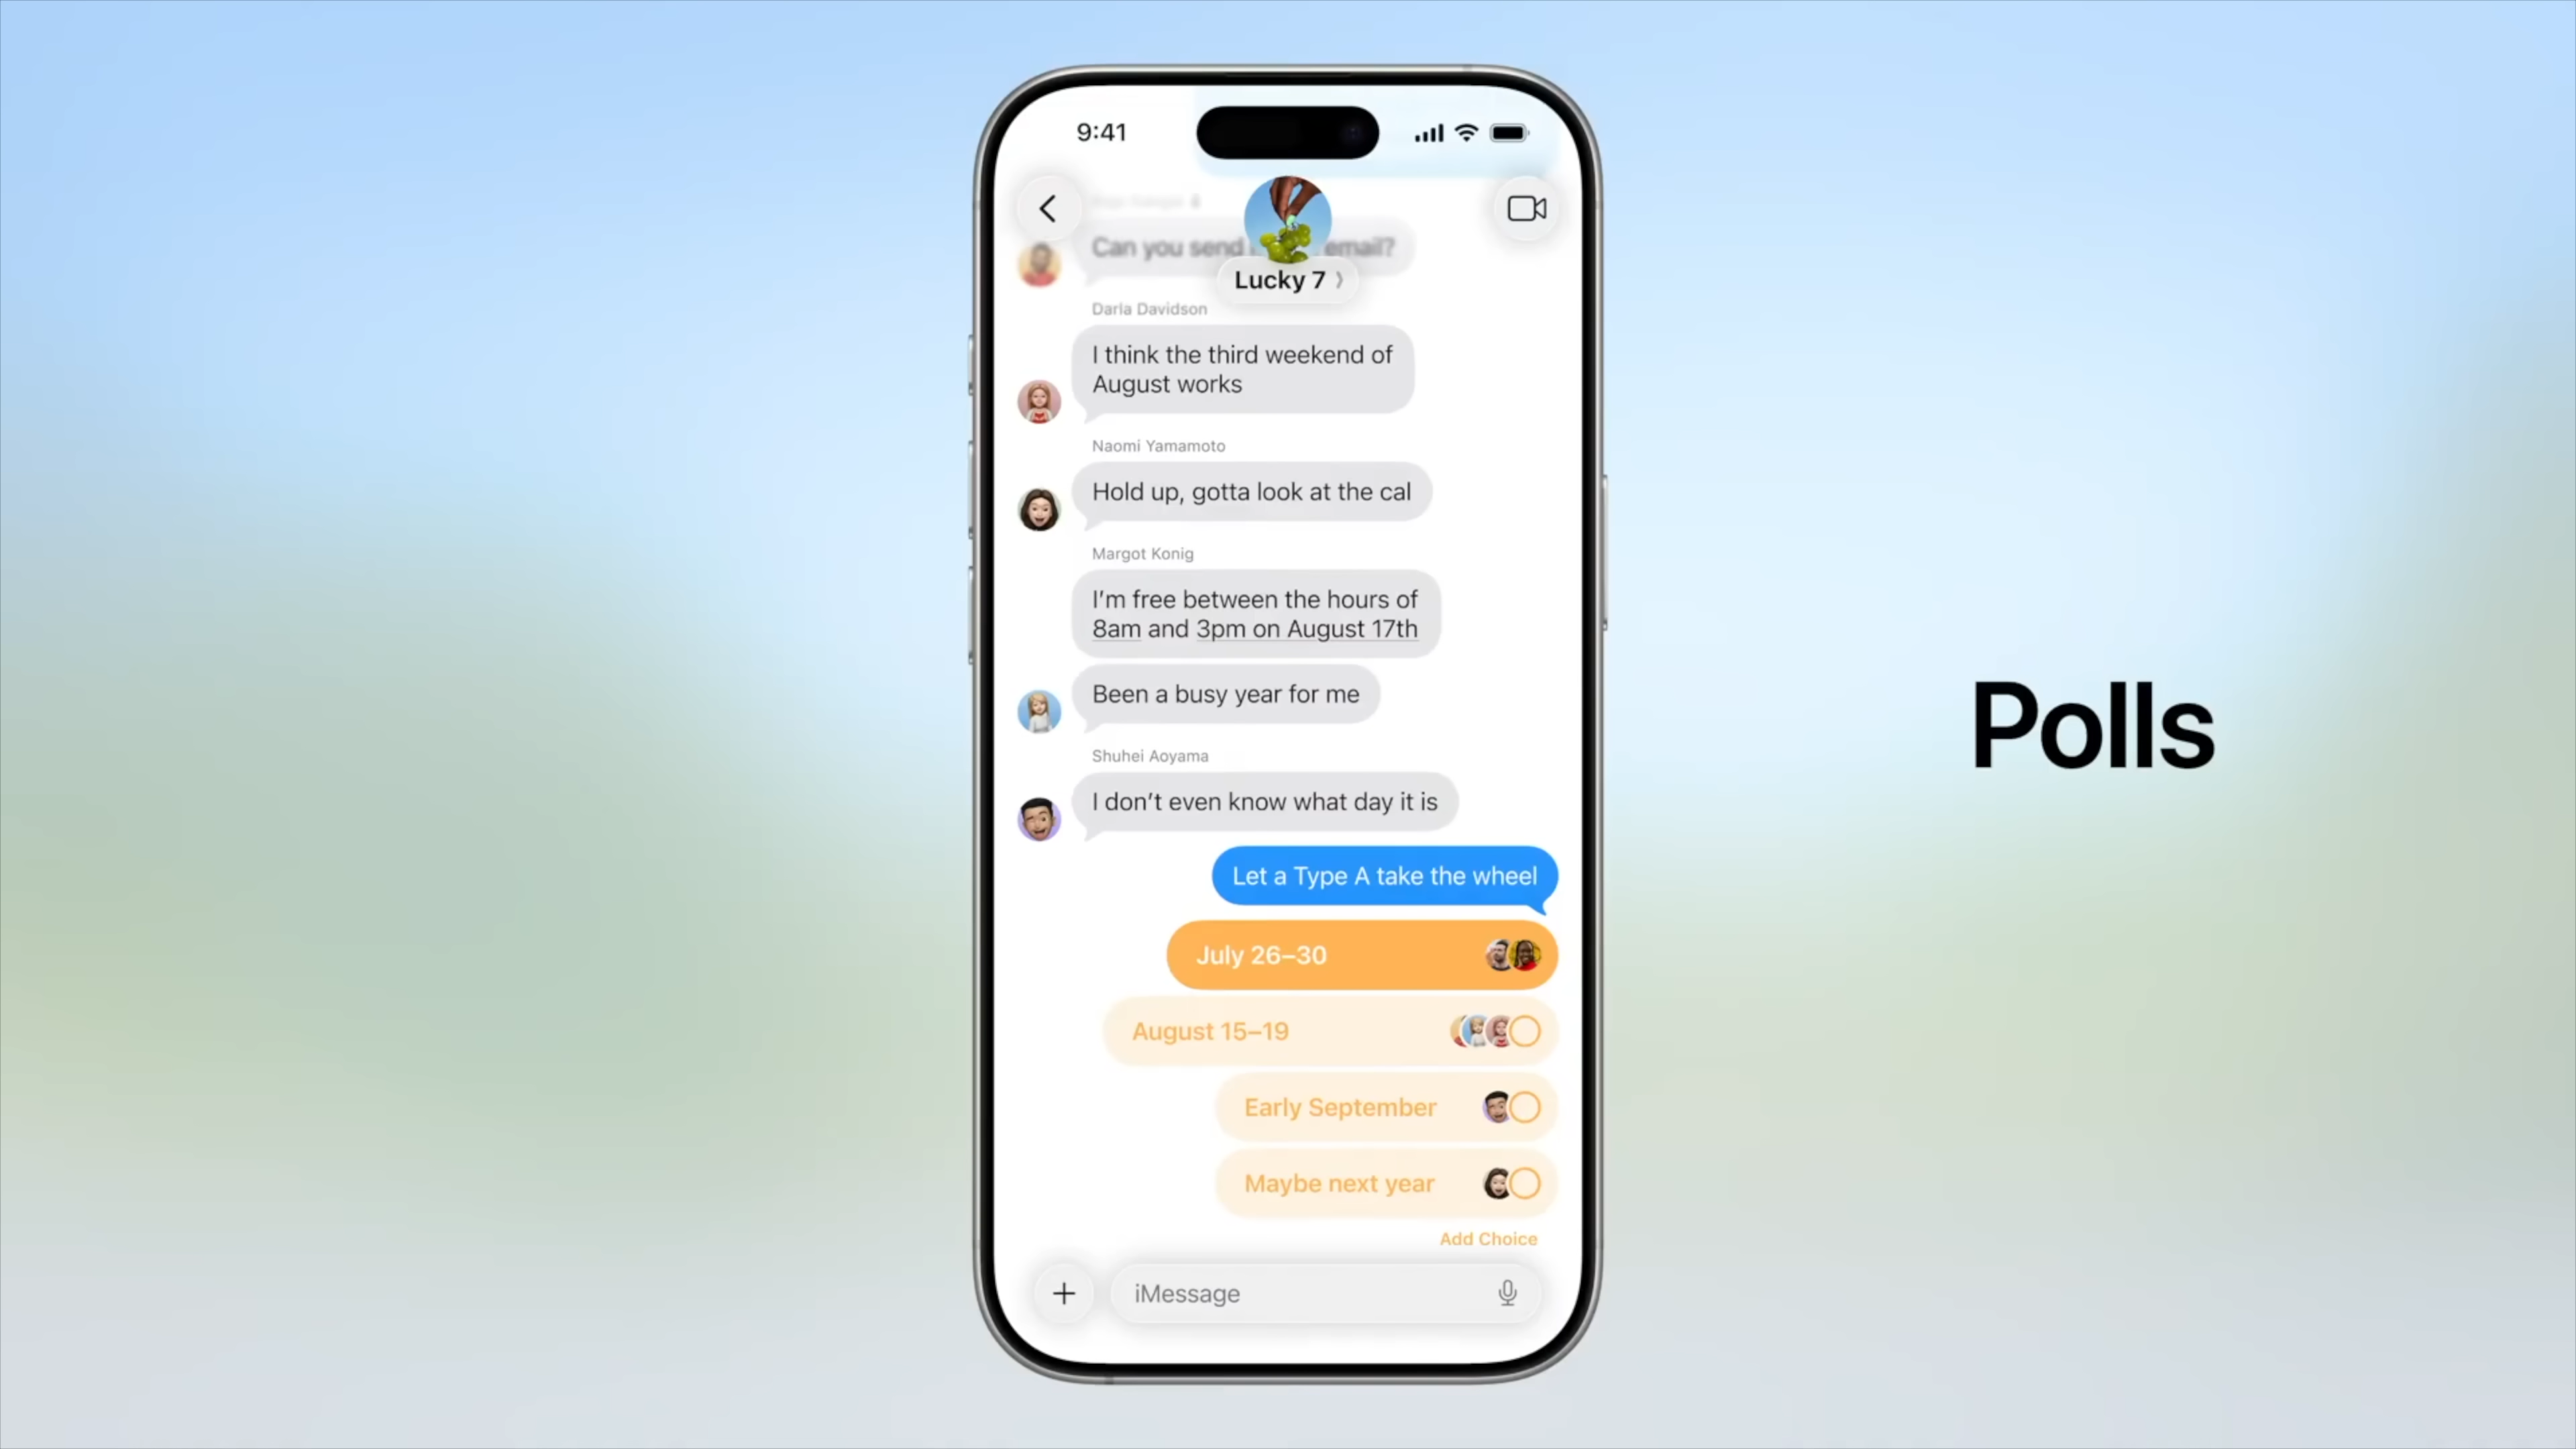 9:41
Can you send
email?
Lucky 7
Darla Davidson
I think the third weekend of
August works
Naomi Yamamoto
Hold up, gotta look at the cal
Margot Konig
I’m free between the hours of
8am and 3pm on August 17th
Been a busy year for me
Shuhei Aoyama
I don’t even know what day it is
Let a Type A take the wheel
July 26–30
August 15–19
Early September
Maybe next year
Add Choice
iMessage
Polls